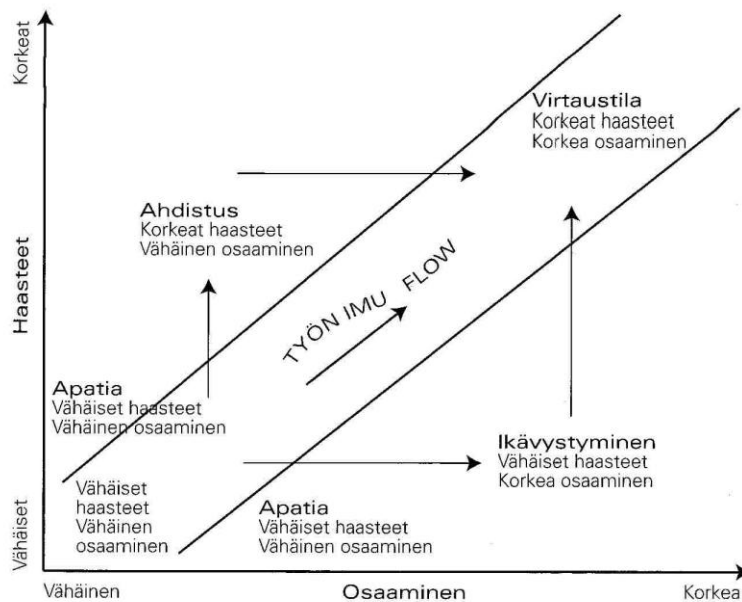 Korkeat
Haasteet
Vähäiset
Virtaustila
Korkeat haasteet
Korkea osaaminen
Ahdistus
Korkeat haasteet
Vähäinen osaaminen
TYÖN IMU FLOW
Apatia
Vähäiset haasteet
Vähäinen osaaminen
Ikävystyminen
Vähäiset haasteet
Korkea osaaminen
Vähäiset
haasteet
Vähäinen
osaaminen
Apatia
Vähäiset haasteet
Vähäinen osaaminen
Vähäinen
Osaaminen
Korkea